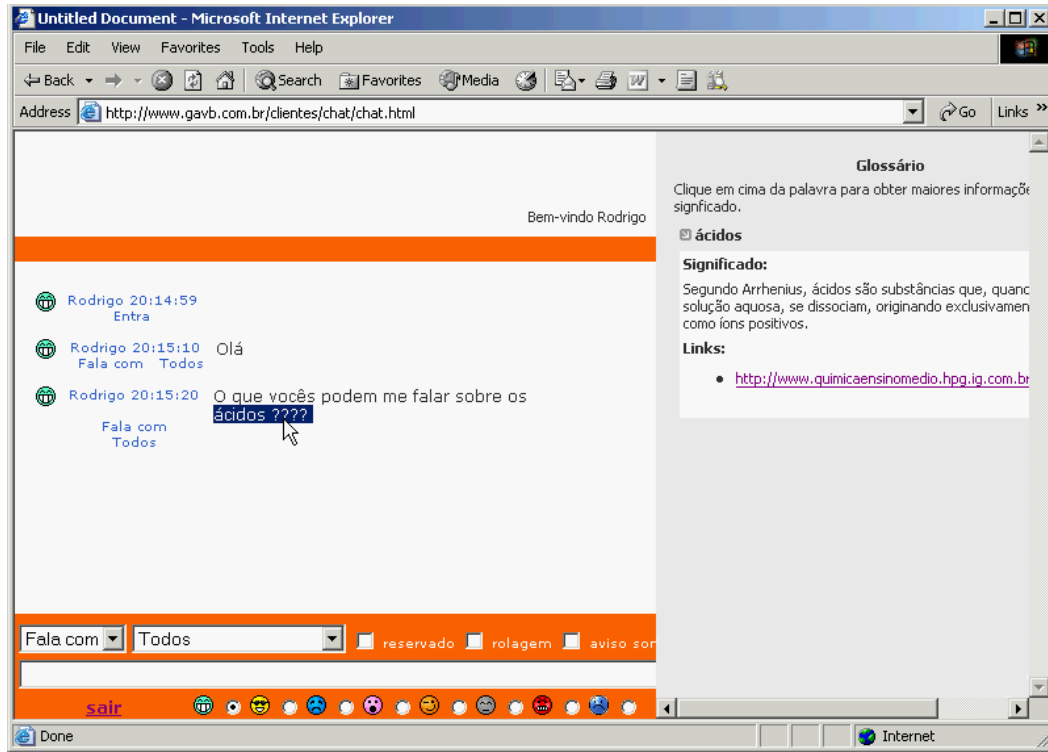 Untitled Document - Microsoft Internet Explorer
File Edit View Favorites Tools Help
Back Search Favorites Media
Address http://www.gavb.com.br/clientes/chat/chat.html Go Links »
Bem-vindo Rodrigo
Rodrigo 20:14:59
Entra
Rodrigo 20:15:10 Olá
Fala com Todos
Rodrigo 20:15:20 O que vocês podem me falar sobre os
ácidos ????
Fala com
Todos
Fala com Todos reservado rolagem aviso sor
sair
Glossário
Clique em cima da palavra para obter maiores informaçõe
signficado.
ácidos
Significado:
Segundo Arrhenius, ácidos são substâncias que, quanc
solução aquosa, se dissociam, originando exclusivamen
como íons positivos.
Links:
http://www.quimicaensinomedio.hpg.ig.com.br
Done Internet